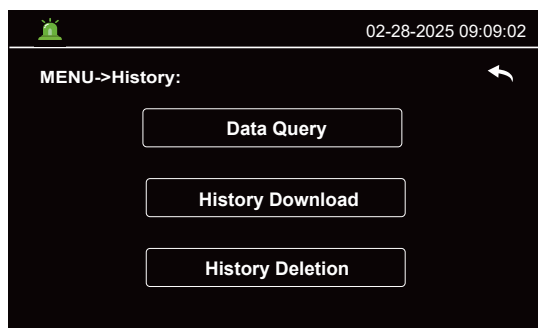 02-28-2025 09:09:02
MENU->History:
Data Query
History Download
History Deletion